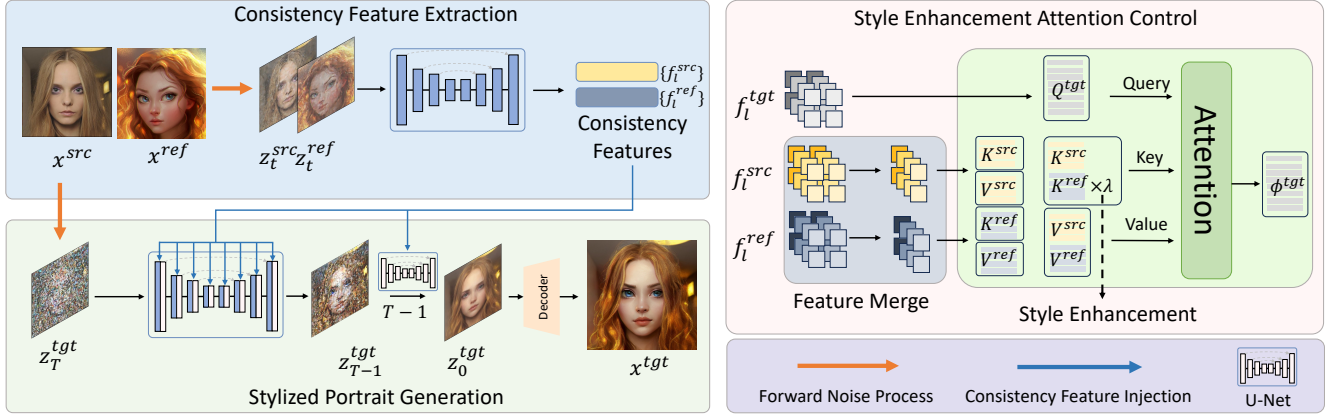 Consistency Feature Extraction
x^{src}
x^{ref}
z_t^{src} z_t^{ref}
{f_l^{src}}
{f_l^{ref}}
Consistency
Features
z_T^{tgt}
z_{T-1}^{tgt}
T - 1
z_0^{tgt}
Decoder
x^{tgt}
Stylized Portrait Generation
Style Enhancement Attention Control
f_l^{tgt}
Q^{tgt}
Query
f_l^{src}
K^{src}
V^{src}
K^{src}
K^{ref} × λ
Key
f_l^{ref}
K^{ref}
V^{ref}
V^{src}
V^{ref}
Value
Attention
ϕ^{tgt}
Feature Merge
Style Enhancement
Forward Noise Process
Consistency Feature Injection
U-Net